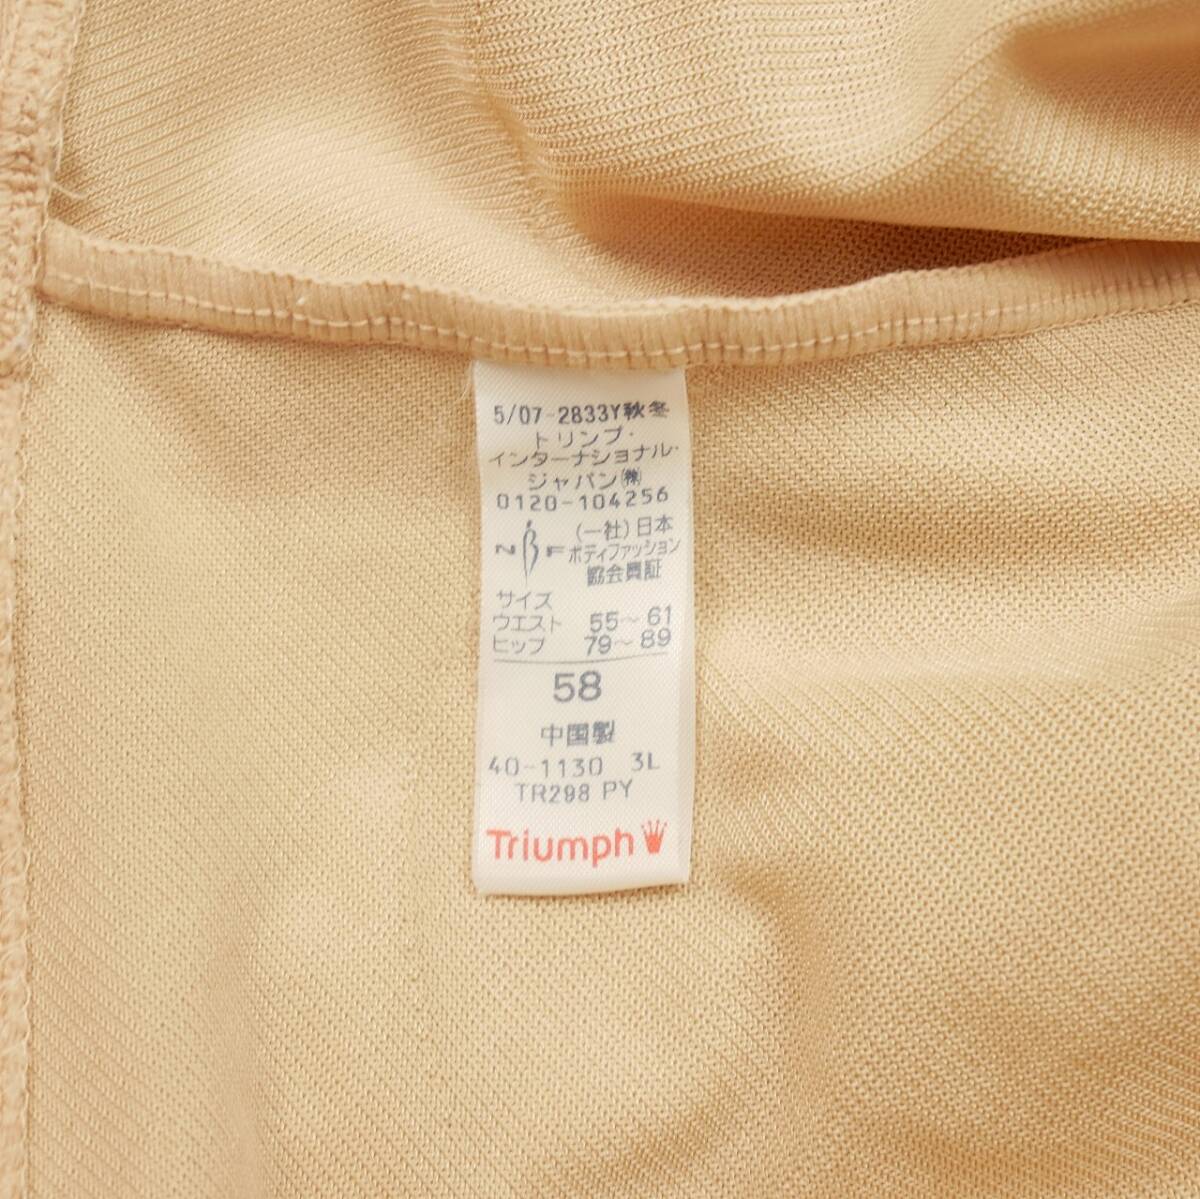 5/07-2833Y秋冬
トリンプ・
インターナショナル・
ジャパン㈱
0120-104256
NBF (一社)日本
ボディファッション
協会員証
サイズ
ウエスト 55～61
ヒップ 79～89
58
中国製
40-1130 3L
TR298 PY
Triumph